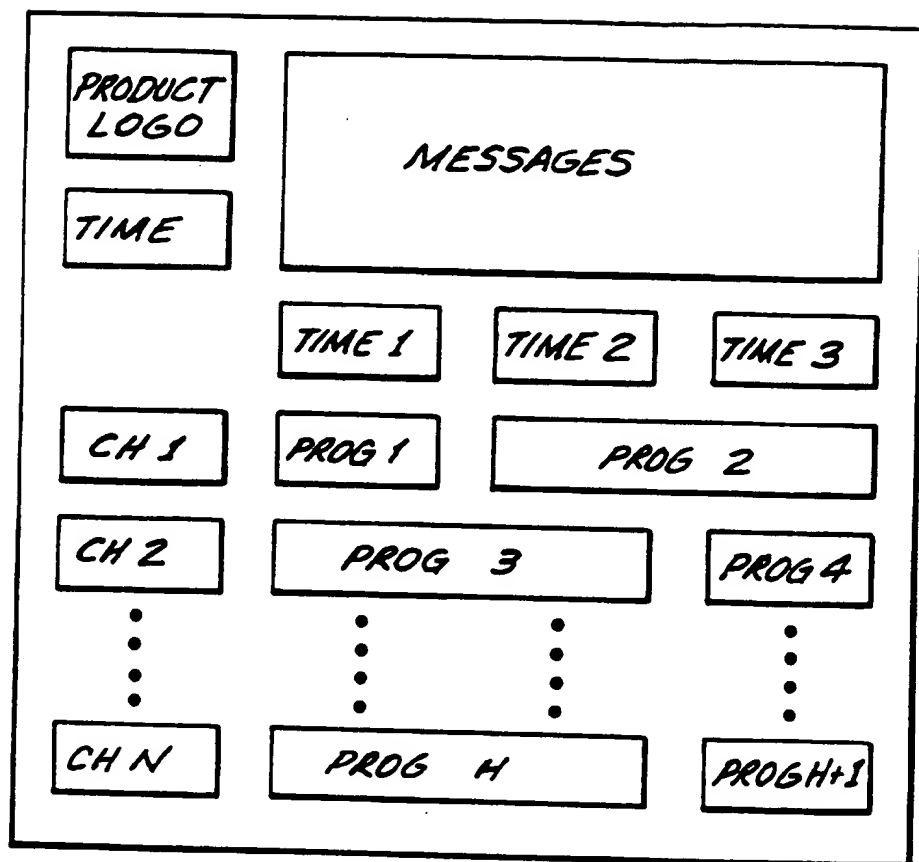 PRODUCT
LOGO
MESSAGES
TIME
TIME 1
TIME 2
TIME 3
CH 1
PROG 1
PROG 2
CH 2
PROG 3
PROG 4
CH N
PROG H
PROG H+1